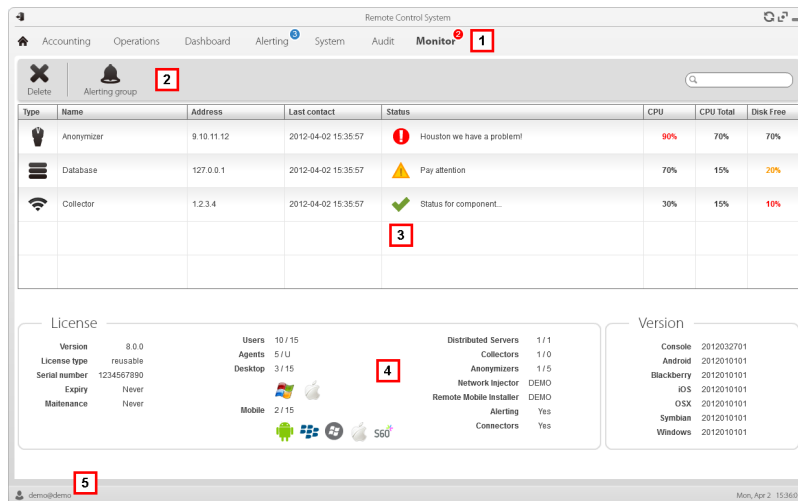 Remote Control System
Accounting Operations Dashboard Alerting 3 System Audit Monitor 2 1
Delete Alerting group 2
Type Name Address Last contact Status CPU CPU Total Disk Free
Anonymizer 9.10.11.12 2012-04-02 15:35:57 Houston we have a problem! 90% 70% 70%
Database 127.0.0.1 2012-04-02 15:35:57 Pay attention 70% 15% 20%
Collector 1.2.3.4 2012-04-02 15:35:57 Status for component... 30% 15% 10%
3
License
Version 8.0.0
License type reusable
Serial number 1234567890
Expiry Never
Maitenance Never
Users 10 / 15
Agents 5 / U
Desktop 3 / 15
Mobile 2 / 15
S60
4
Distributed Servers 1 / 1
Collectors 1 / 0
Anonymizers 1 / 5
Network Injector DEMO
Remote Mobile Installer DEMO
Alerting Yes
Connectors Yes
Version
Console 2012032701
Android 2012010101
Blackberry 2012010101
iOS 2012010101
OSX 2012010101
Symbian 2012010101
Windows 2012010101
5
demo@demo Mon, Apr 2 15:36:0